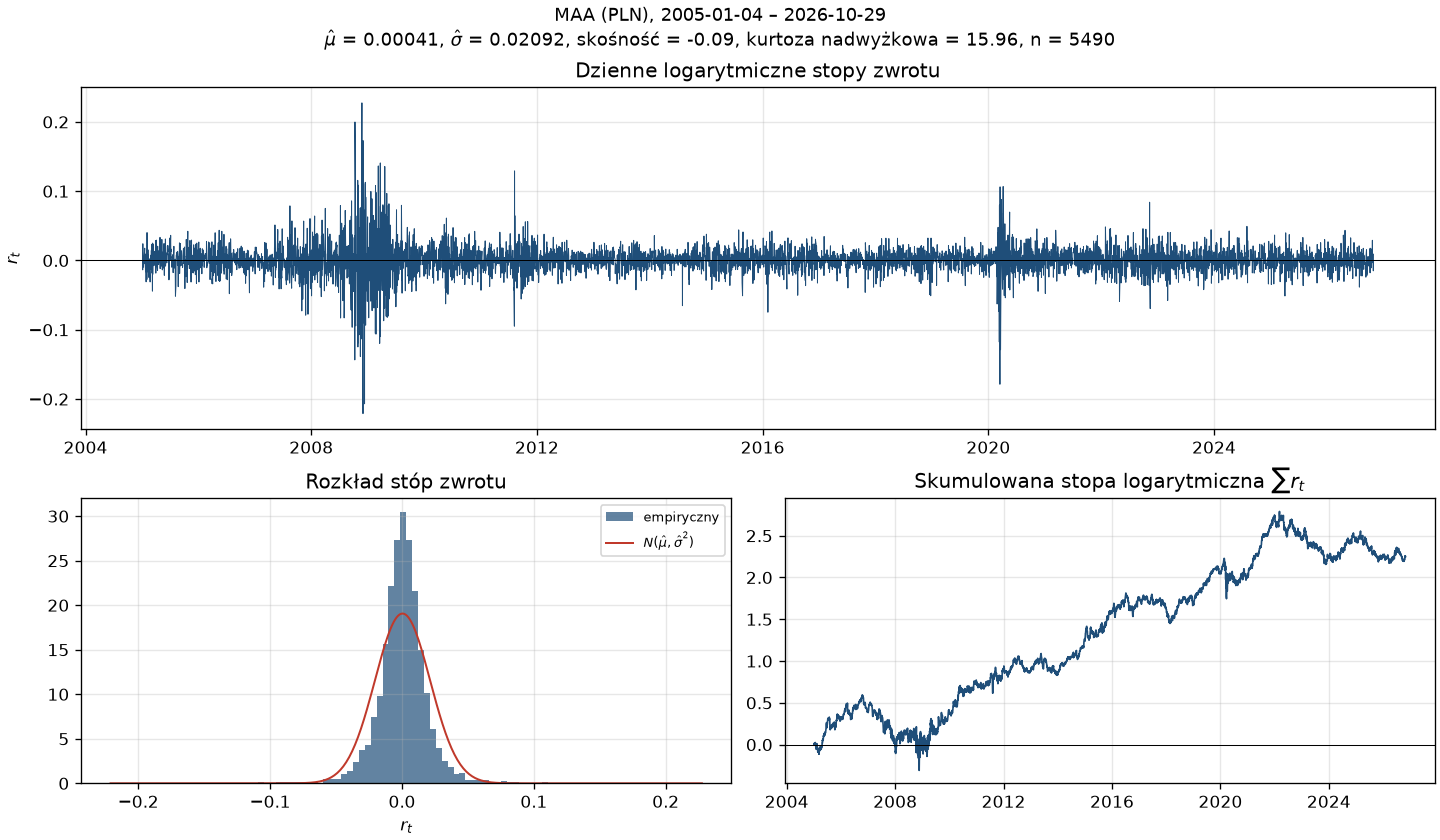 MAA (PLN), 2005-01-04 – 2026-10-29
μ̂ = 0.00041, σ̂ = 0.02092, skośność = -0.09, kurtoza nadwyżkowa = 15.96, n = 5490
Dzienne logarytmiczne stopy zwrotu
0.2
0.1
0.0
−0.1
−0.2
r_t
2004 2008 2012 2016 2020 2024
Rozkład stóp zwrotu
30
25
20
15
10
5
0
empiryczny
N(μ̂, σ̂²)
−0.2 −0.1 0.0 0.1 0.2
r_t
Skumulowana stopa logarytmiczna ∑r_t
2.5
2.0
1.5
1.0
0.5
0.0
2004 2008 2012 2016 2020 2024